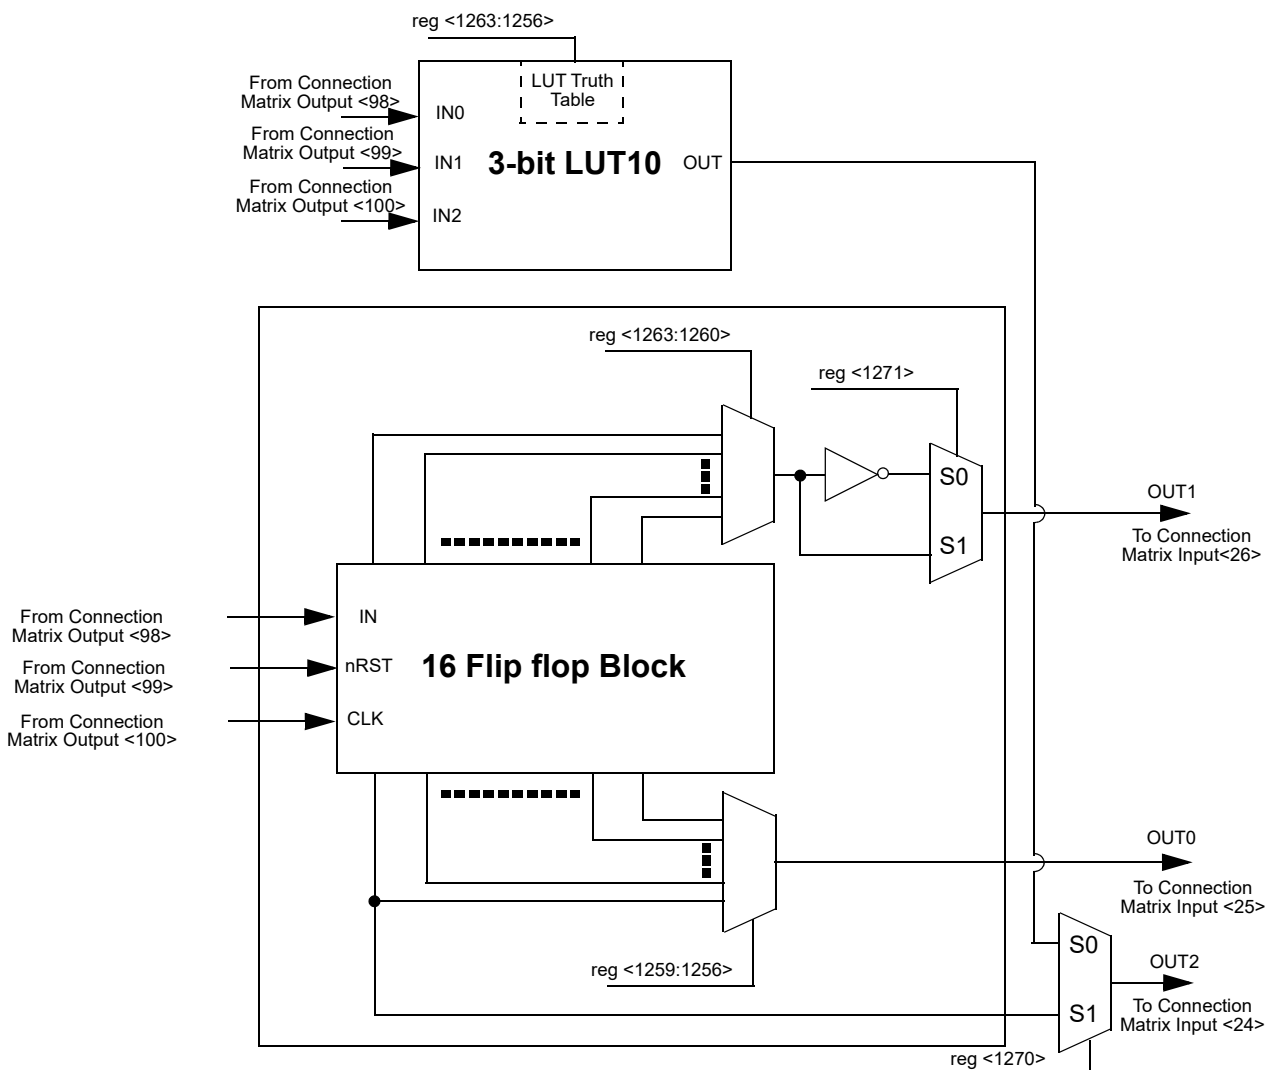 reg <1263:1256>
From Connection
Matrix Output <98>
LUT Truth
Table
IN0
From Connection
Matrix Output <99>
IN1
3-bit LUT10
OUT
From Connection
Matrix Output <100>
IN2
reg <1263:1260>
reg <1271>
S0
S1
OUT1
To Connection
Matrix Input<26>
From Connection
Matrix Output <98>
IN
From Connection
Matrix Output <99>
nRST
16 Flip flop Block
From Connection
Matrix Output <100>
CLK
OUT0
To Connection
Matrix Input <25>
reg <1259:1256>
S0
S1
OUT2
To Connection
Matrix Input <24>
reg <1270>